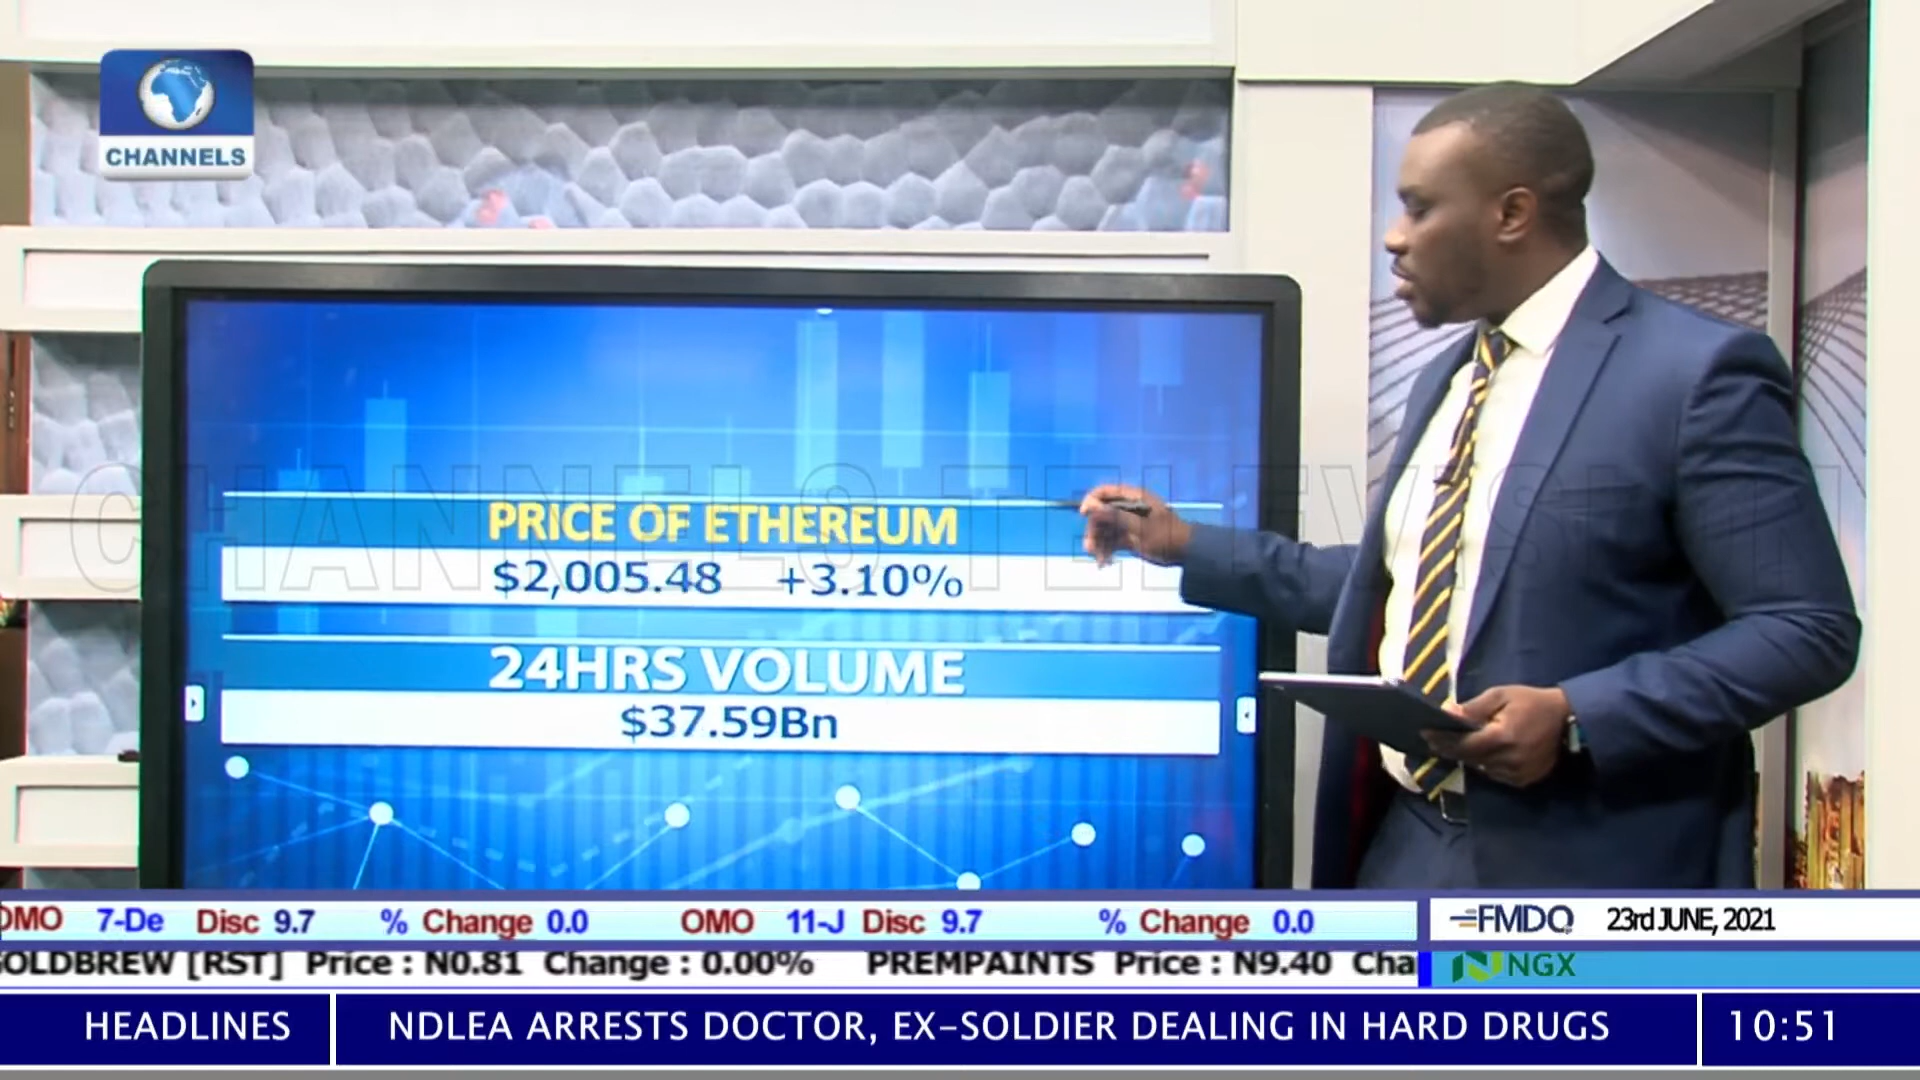 CHANNELS
CHANNELS TELEVISION
PRICE OF ETHEREUM
$2,005.48 +3.10%
24HRS VOLUME
$37.59Bn
OMO 7-De Disc 9.7 % Change 0.0 OMO 11-J Disc 9.7 % Change 0.0
FMDQ 23rd JUNE, 2021
GOLDBREW [RST] Price : N0.81 Change : 0.00% PREMPAINTS Price : N9.40 Cha
NGX
HEADLINES NDLEA ARRESTS DOCTOR, EX-SOLDIER DEALING IN HARD DRUGS 10:51